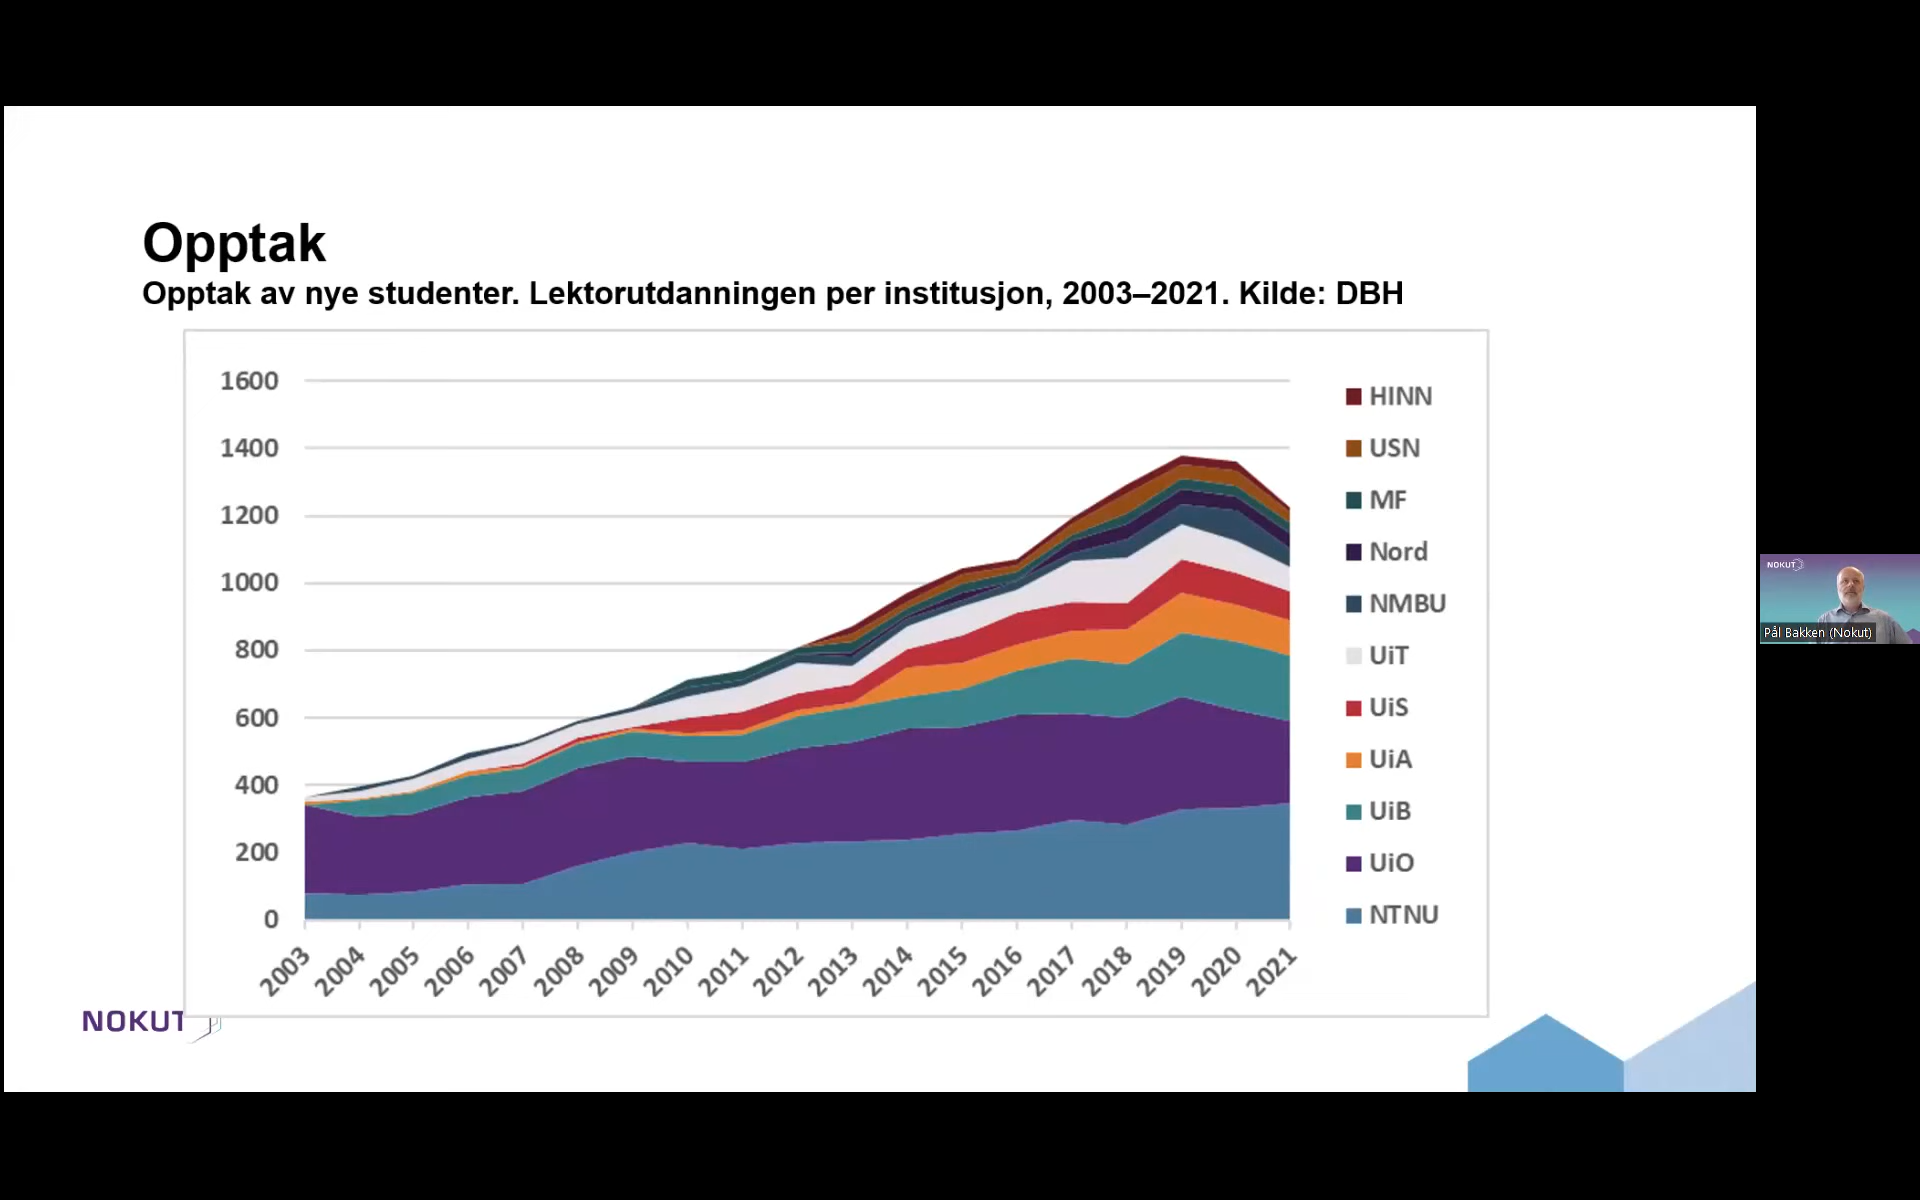 Opptak
Opptak av nye studenter. Lektorutdanningen per institusjon, 2003–2021. Kilde: DBH
1600
1400
1200
1000
800
600
400
200
0
2003
2004
2005
2006
2007
2008
2009
2010
2011
2012
2013
2014
2015
2016
2017
2018
2019
2020
2021
HINN
USN
MF
Nord
NMBU
UiT
UiS
UiA
UiB
UiO
NTNU
NOKUT
NOKUT
Pål Bakken (Nokut)